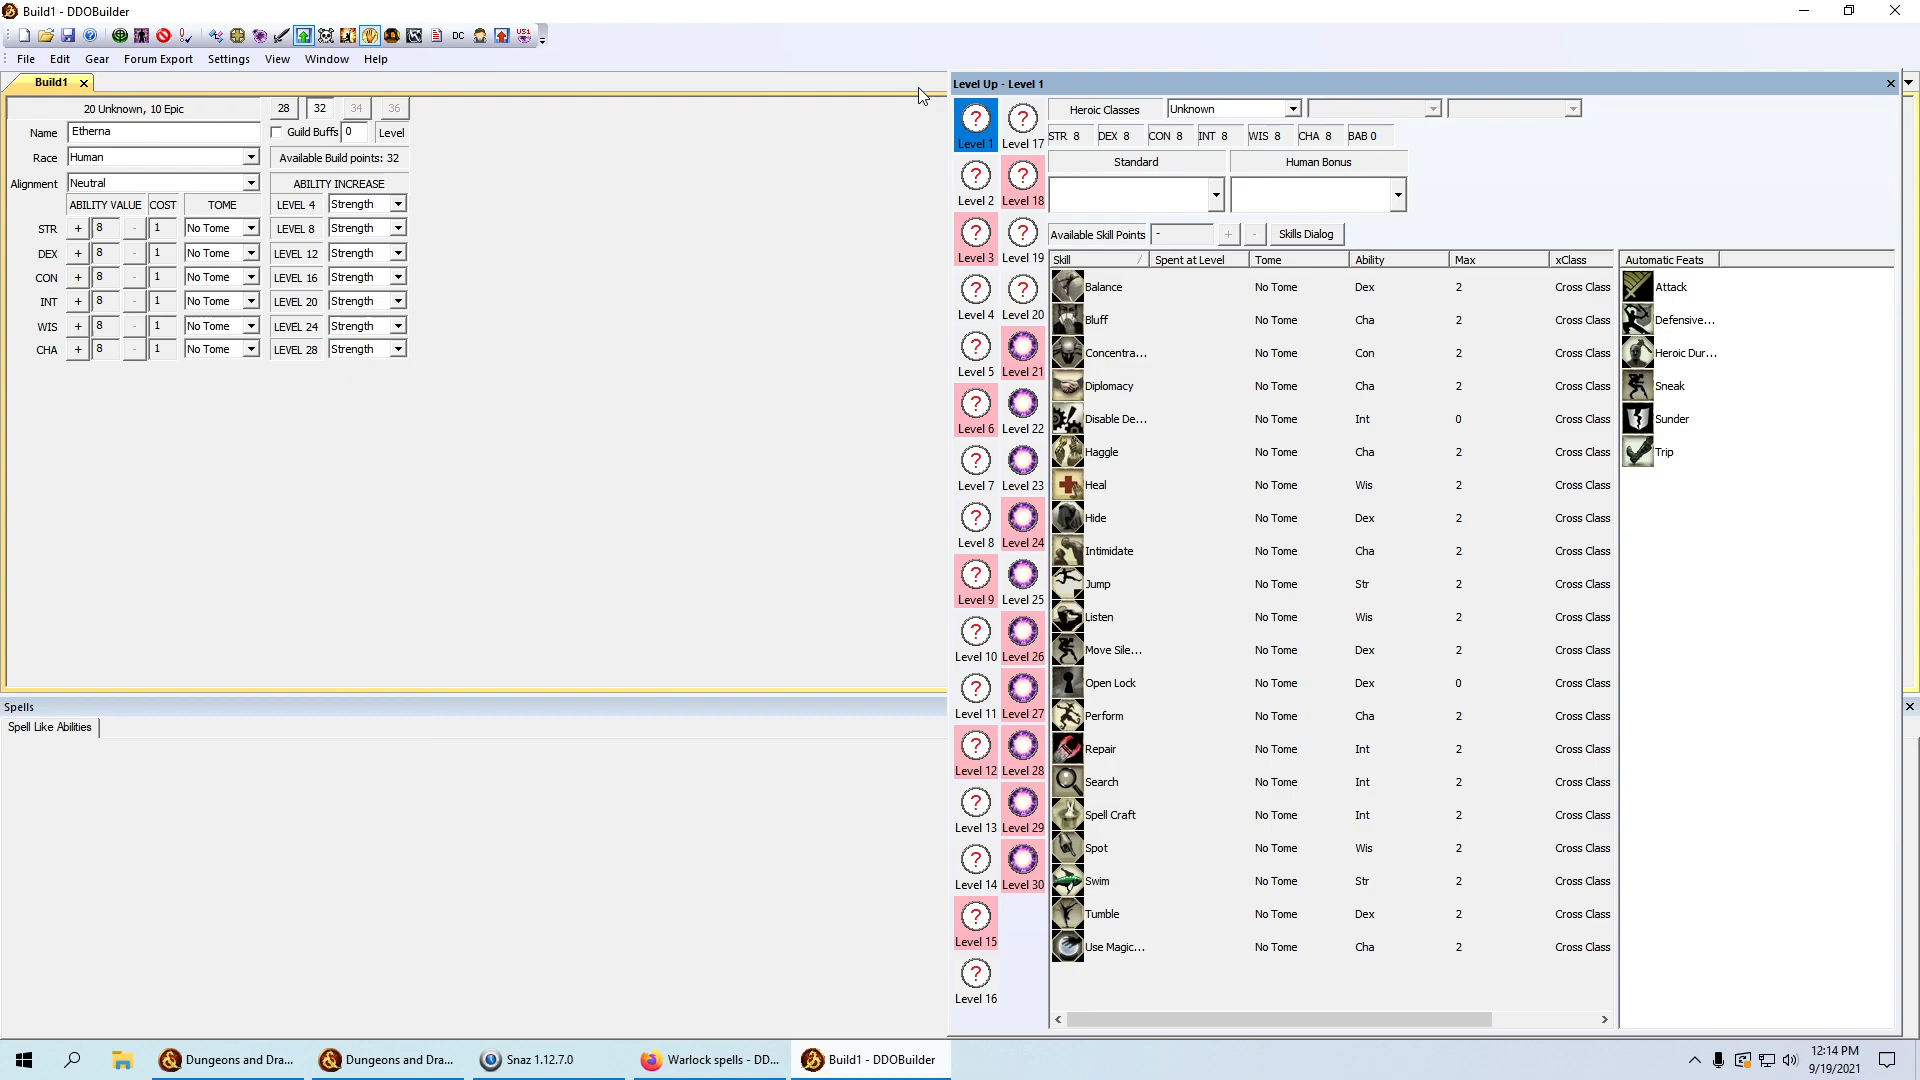 Build1 - DDOBuilder
DC
US1
File Edit Gear Forum Export Settings View Window Help
Build1
20 Unknown, 10 Epic 28 32 34 36
Name Etherna Guild Buffs 0 Level
Race Human Available Build points: 32
Alignment Neutral ABILITY INCREASE
ABILITY VALUE COST TOME LEVEL 4 Strength
STR + 8 - 1 No Tome LEVEL 8 Strength
DEX + 8 - 1 No Tome LEVEL 12 Strength
CON + 8 - 1 No Tome LEVEL 16 Strength
INT + 8 - 1 No Tome LEVEL 20 Strength
WIS + 8 - 1 No Tome LEVEL 24 Strength
CHA + 8 - 1 No Tome LEVEL 28 Strength
Spells
Spell Like Abilities
Level Up - Level 1
Level 1 Level 17
Level 2 Level 18
Level 3 Level 19
Level 4 Level 20
Level 5 Level 21
Level 6 Level 22
Level 7 Level 23
Level 8 Level 24
Level 9 Level 25
Level 10 Level 26
Level 11 Level 27
Level 12 Level 28
Level 13 Level 29
Level 14 Level 30
Level 15
Level 16
Heroic Classes Unknown
STR 8 DEX 8 CON 8 INT 8 WIS 8 CHA 8 BAB 0
Standard Human Bonus
Available Skill Points - + - Skills Dialog
Skill Spent at Level Tome Ability Max xClass
Balance No Tome Dex 2 Cross Class
Bluff No Tome Cha 2 Cross Class
Concentra... No Tome Con 2 Cross Class
Diplomacy No Tome Cha 2 Cross Class
Disable De... No Tome Int 0 Cross Class
Haggle No Tome Cha 2 Cross Class
Heal No Tome Wis 2 Cross Class
Hide No Tome Dex 2 Cross Class
Intimidate No Tome Cha 2 Cross Class
Jump No Tome Str 2 Cross Class
Listen No Tome Wis 2 Cross Class
Move Sile... No Tome Dex 2 Cross Class
Open Lock No Tome Dex 0 Cross Class
Perform No Tome Cha 2 Cross Class
Repair No Tome Int 2 Cross Class
Search No Tome Int 2 Cross Class
Spell Craft No Tome Int 2 Cross Class
Spot No Tome Wis 2 Cross Class
Swim No Tome Str 2 Cross Class
Tumble No Tome Dex 2 Cross Class
Use Magic... No Tome Cha 2 Cross Class
Automatic Feats
Attack
Defensive...
Heroic Dur...
Sneak
Sunder
Trip
Dungeons and Dra... Dungeons and Dra... Snaz 1.12.7.0 Warlock spells - DD... Build1 - DDOBuilder
12:14 PM
9/19/2021